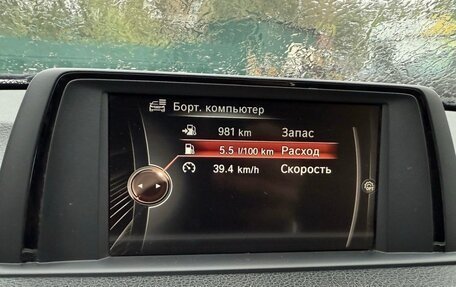 Борт. компьютер
981 km Запас
5.5 l/100 km Расход
39.4 km/h Скорость